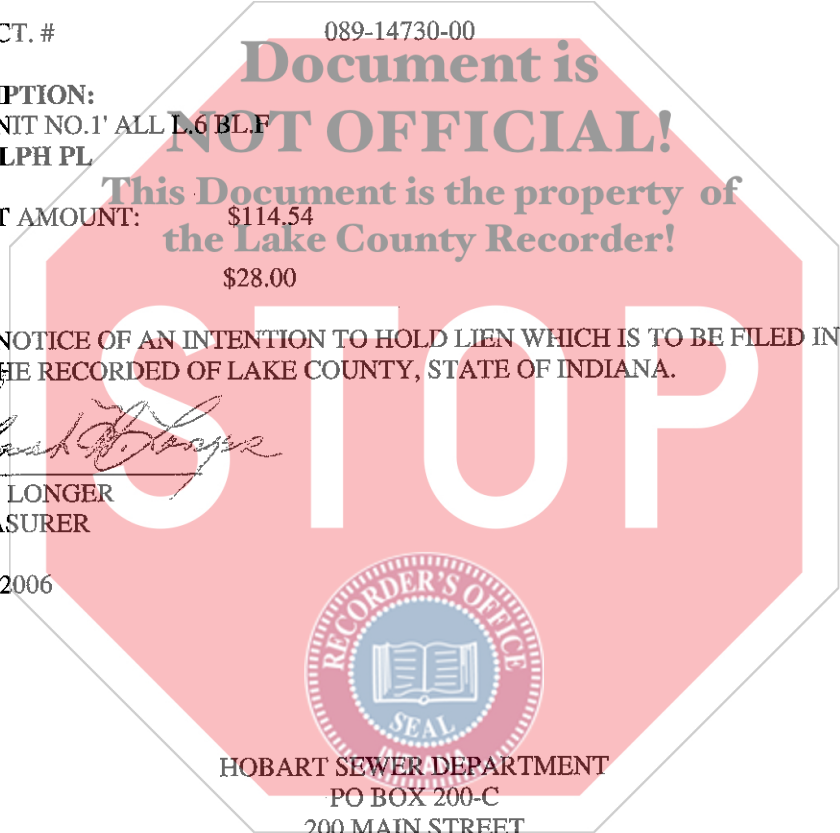 CT. # 089-14730-00
Document is
IPTION:
NIT NO.1' ALL L.6 BL.F
NOT OFFICIAL!
LPH PL
This Document is the property of
T AMOUNT: $114.54
the Lake County Recorder!
$28.00
STOP
NOTICE OF AN INTENTION TO HOLD LIEN WHICH IS TO BE FILED IN
HE RECORDED OF LAKE COUNTY, STATE OF INDIANA.
LONGER
ASURER
2006
RECORDER'S OFFICE
SEAL
INDIANA
HOBART SEWER DEPARTMENT
PO BOX 200-C
200 MAIN STREET